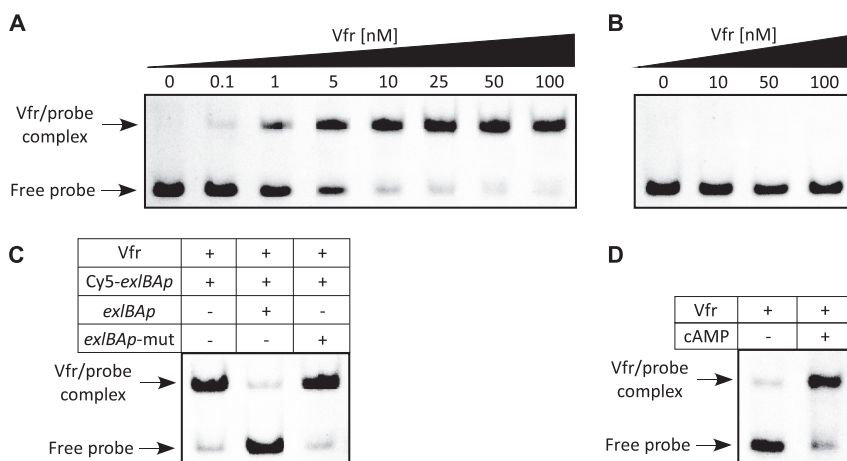 A
Vfr [nM]
0 0.1 1 5 10 25 50 100
Vfr/probe
complex
Free probe
B
Vfr [nM]
0 10 50 100
C
Vfr + + +
Cy5-exlBAp + + +
exlBAp - + -
exlBAp-mut - - +
Vfr/probe
complex
Free probe
D
Vfr + +
cAMP - +
Vfr/probe
complex
Free probe